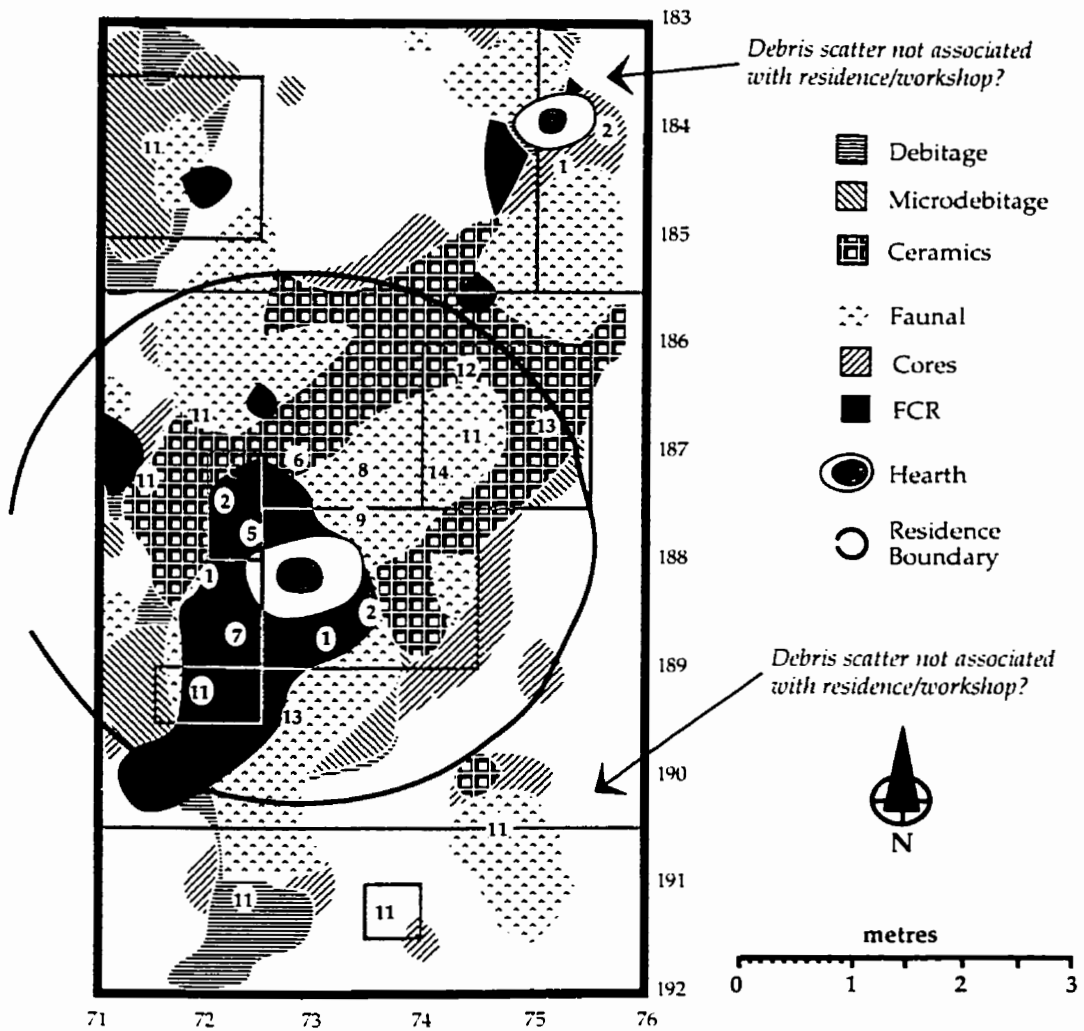 183
Debris scatter not associated
with residence/workshop?
2
184
11
1
Debitage
Microdebitage
185
Ceramics
Faunal
186
12
Cores
11
13
FCR
11
187
6
8
14
11
Hearth
2
9
5
Residence
Boundary
188
1
2
7
1
189
Debris scatter not associated
with residence/workshop?
11
13
190
11
N
191
11
11
metres
192
0
1
2
3
71
72
73
74
75
76